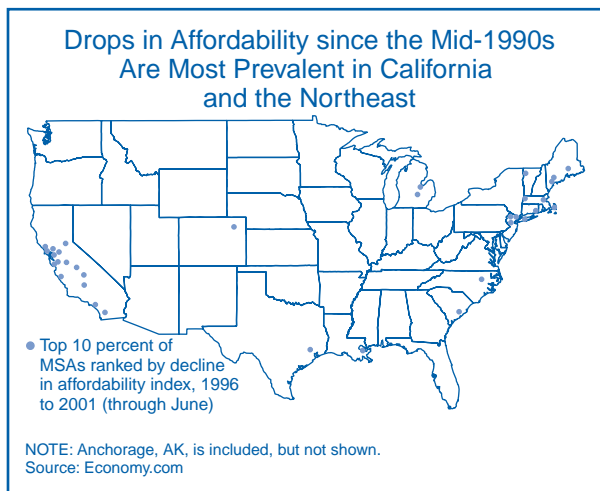 Drops in Affordability since the Mid-1990s
Are Most Prevalent in California
and the Northeast
Top 10 percent of
MSAs ranked by decline
in affordability index, 1996
to 2001 (through June)
NOTE: Anchorage, AK, is included, but not shown.
Source: Economy.com